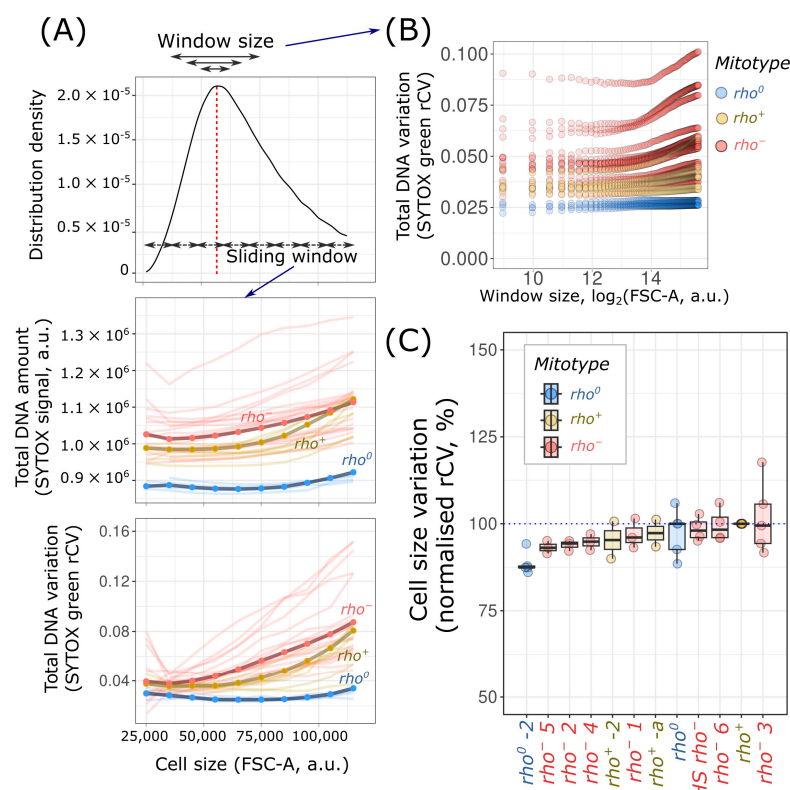 (A)
Window size
Distribution density
2.0 × 10⁻⁵
1.5 × 10⁻⁵
1.0 × 10⁻⁵
0.5 × 10⁻⁵
0
Sliding window
Total DNA amount
(SYTOX signal, a.u.)
1.3 × 10⁶
1.2 × 10⁶
1.1 × 10⁶
1.0 × 10⁶
0.9 × 10⁶
rho⁻
rho⁺
rho⁰
Total DNA variation
(SYTOX green rCV)
0.16
0.12
0.08
0.04
rho⁻
rho⁺
rho⁰
25,000
50,000
75,000
100,000
Cell size (FSC-A, a.u.)
(B)
Total DNA variation
(SYTOX green rCV)
0.100
0.075
0.050
0.025
0.000
10
12
14
Window size, log₂(FSC-A, a.u.)
Mitotype
rho⁰
rho⁺
rho⁻
(C)
Cell size variation
(normalised rCV, %)
150
125
100
75
50
Mitotype
rho⁰
rho⁺
rho⁻
rho⁰ -2
rho⁻ 5
rho⁻ 2
rho⁻ 4
rho⁺ -2
rho⁻ 1
rho⁺ -a
rho⁰
HS rho⁻
rho⁻ 6
rho⁺
rho⁻ 3